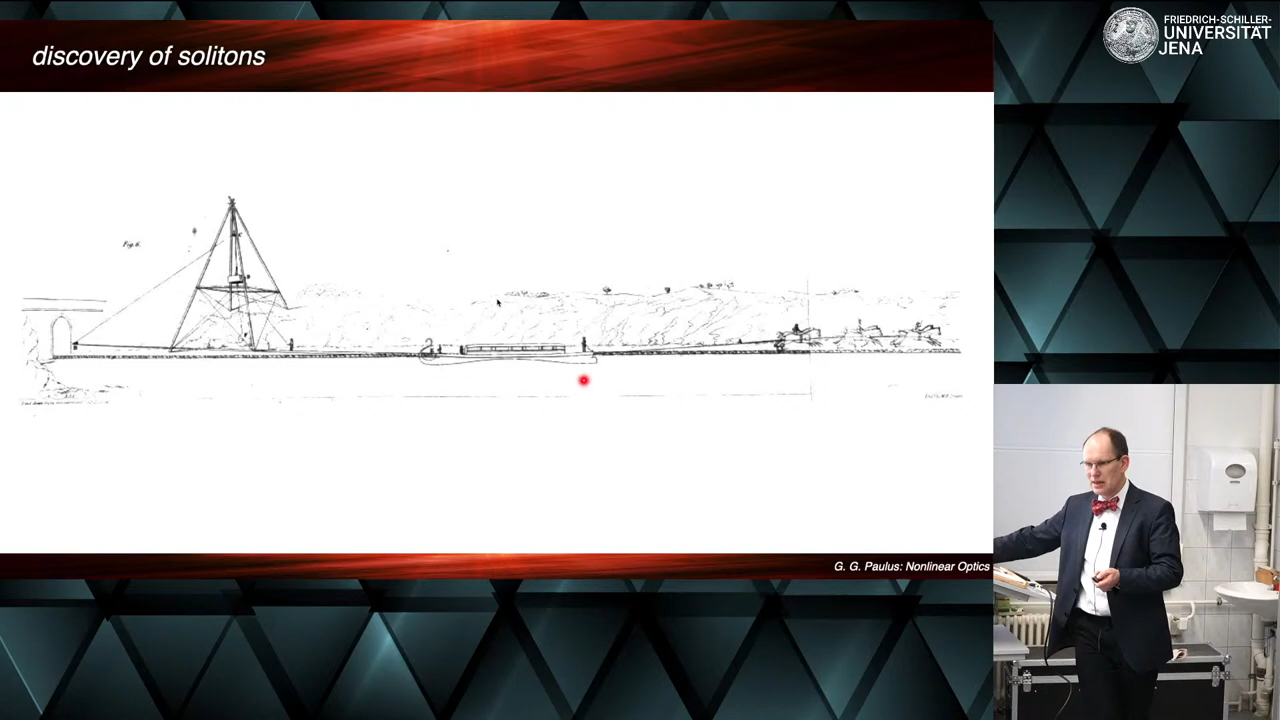 discovery of solitons
FRIEDRICH-SCHILLER-
UNIVERSITÄT
JENA
Fig. 6.
G. G. Paulus: Nonlinear Optics